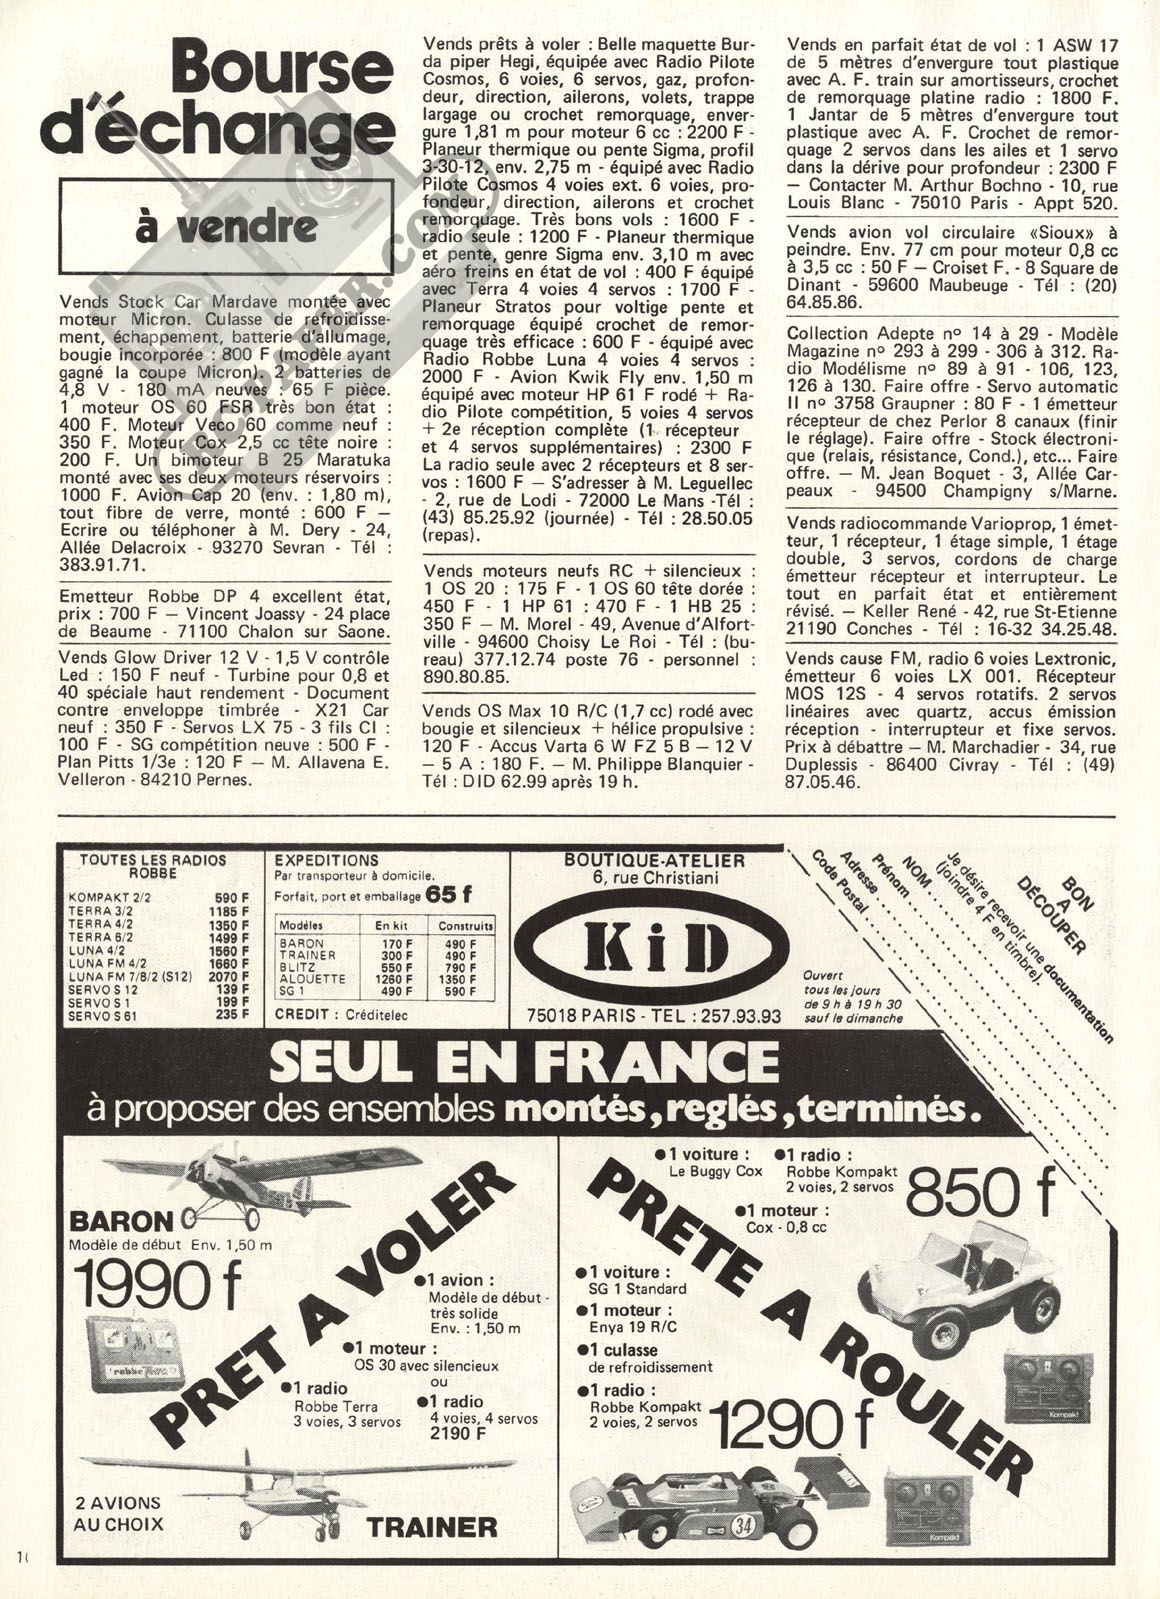 Bourse
d'échange
à vendre
Vends Stock Car Mardave montée avec
moteur Micron. Culasse de refroidisse-
ment, échappement, batterie d'allumage,
bougie incorporée : 800 F (modèle ayant
gagné la coupe Micron). 2 batteries de
4,8 V - 180 mA neuves : 65 F pièce.
1 moteur OS 60 FSR très bon état :
400 F. Moteur Veco 60 comme neuf :
350 F. Moteur Cox 2,5 cc tête noire :
200 F. Un bimoteur B 25 Maratuka
monté avec ses deux moteurs réservoirs :
1000 F. Avion Cap 20 (env. : 1,80 m),
tout fibre de verre, monté : 600 F —
Ecrire ou téléphoner à M. Dery - 24,
Allée Delacroix - 93270 Sevran - Tél :
383.91.71.
Emetteur Robbe DP 4 excellent état,
prix : 700 F — Vincent Joassy - 24 place
de Beaume - 71100 Chalon sur Saone.
Vends Glow Driver 12 V - 1,5 V contrôle
Led : 150 F neuf - Turbine pour 0,8 et
40 spéciale haut rendement - Document
contre enveloppe timbrée - X21 Car
neuf : 350 F - Servos LX 75 - 3 fils CI :
100 F - SG compétition neuve : 500 F -
Plan Pitts 1/3e : 120 F — M. Allavena E.
Velleron - 84210 Pernes.
Vends prêts à voler : Belle maquette Bur-
da piper Hegi, équipée avec Radio Pilote
Cosmos, 6 voies, 6 servos, gaz, profon-
deur, direction, ailerons, volets, trappe
largage ou crochet remorquage, enver-
gure 1,81 m pour moteur 6 cc : 2200 F -
Planeur thermique ou pente Sigma, profil
3-30-12, env. 2,75 m - équipé avec Radio
Pilote Cosmos 4 voies ext. 6 voies, pro-
fondeur, direction, ailerons et crochet
remorquage. Très bons vols : 1600 F -
radio seule : 1200 F - Planeur thermique
et pente, genre Sigma env. 3,10 m avec
aéro freins en état de vol : 400 F équipé
avec Terra 4 voies 4 servos : 1700 F -
Planeur Stratos pour voltige pente et
remorquage équipé crochet de remor-
quage très efficace : 600 F - équipé avec
Radio Robbe Luna 4 voies 4 servos :
2000 F - Avion Kwik Fly env. 1,50 m
équipé avec moteur HP 61 F rodé + Ra-
dio Pilote compétition, 5 voies 4 servos
+ 2e réception complète (1 récepteur
et 4 servos supplémentaires) : 2300 F
La radio seule avec 2 récepteurs et 8 ser-
vos : 1600 F — S'adresser à M. Leguellec
- 2, rue de Lodi - 72000 Le Mans -Tél :
(43) 85.25.92 (journée) - Tél : 28.50.05
(repas).
Vends moteurs neufs RC + silencieux :
1 OS 20 : 175 F - 1 OS 60 tête dorée :
450 F - 1 HP 61 : 470 F - 1 HB 25 :
350 F — M. Morel - 49, Avenue d'Alfort-
ville - 94600 Choisy Le Roi - Tél : (bu-
reau) 377.12.74 poste 76 - personnel :
890.80.85.
Vends OS Max 10 R/C (1,7 cc) rodé avec
bougie et silencieux + hélice propulsive :
120 F - Accus Varta 6 W FZ 5 B — 12 V
— 5 A : 180 F. — M. Philippe Blanquier -
Tél : DID 62.99 après 19 h.
Vends en parfait état de vol : 1 ASW 17
de 5 mètres d'envergure tout plastique
avec A. F. train sur amortisseurs, crochet
de remorquage platine radio : 1800 F.
1 Jantar de 5 mètres d'envergure tout
plastique avec A. F. Crochet de remor-
quage 2 servos dans les ailes et 1 servo
dans la dérive pour profondeur : 2300 F
— Contacter M. Arthur Bochno - 10, rue
Louis Blanc - 75010 Paris - Appt 520.
Vends avion vol circulaire «Sioux» à
peindre. Env. 77 cm pour moteur 0,8 cc
à 3,5 cc : 50 F — Croiset F. - 8 Square de
Dinant - 59600 Maubeuge - Tél : (20)
64.85.86.
Collection Adepte nº 14 à 29 - Modèle
Magazine nº 293 à 299 - 306 à 312. Ra-
dio Modélisme nº 89 à 91 - 106, 123,
126 à 130. Faire offre - Servo automatic
II nº 3758 Graupner : 80 F - 1 émetteur
récepteur de chez Perlor 8 canaux (finir
le réglage). Faire offre - Stock électroni-
que (relais, résistance, Cond.), etc... Faire
offre. — M. Jean Boquet - 3, Allée Car-
peaux - 94500 Champigny s/Marne.
Vends radiocommande Varioprop, 1 émet-
teur, 1 récepteur, 1 étage simple, 1 étage
double, 3 servos, cordons de charge
émetteur récepteur et interrupteur. Le
tout en parfait état et entièrement
révisé. — Keller René - 42, rue St-Etienne
21190 Conches - Tél : 16-32 34.25.48.
Vends cause FM, radio 6 voies Lextronic,
émetteur 6 voies LX 001. Récepteur
MOS 12S - 4 servos rotatifs. 2 servos
linéaires avec quartz, accus émission
réception - interrupteur et fixe servos.
Prix à débattre — M. Marchadier - 34, rue
Duplessis - 86400 Civray - Tél : (49)
87.05.46.
RC-PAPER.COM
TOUTES LES RADIOS
ROBBE
KOMPAKT 2/2 590 F
TERRA 3/2 1185 F
TERRA 4/2 1350 F
TERRA 6/2 1499 F
LUNA 4/2 1560 F
LUNA FM 4/2 1660 F
LUNA FM 7/8/2 (S12) 2070 F
SERVO S 12 139 F
SERVO S 1 199 F
SERVO S 61 235 F
EXPEDITIONS
Par transporteur à domicile.
Forfait, port et emballage 65 f
Modèles En kit Construits
BARON 170 F 490 F
TRAINER 300 F 490 F
BLITZ 550 F 790 F
ALOUETTE 1260 F 1350 F
SG 1 490 F 590 F
CREDIT : Créditelec
BOUTIQUE-ATELIER
6, rue Christiani
KiD
75018 PARIS - TEL : 257.93.93
Ouvert
tous les jours
de 9 h à 19 h 30
sauf le dimanche
BON
A
DÉCOUPER
Je désire recevoir une documentation
(joindre 4 F en timbre).
NOM
Prénom
Adresse
Code Postal
SEUL EN FRANCE
à proposer des ensembles montés, reglés, terminés.
PRET A VOLER
BARON
Modèle de début Env. 1,50 m
1990 f
robbe Terra
1 avion :
Modèle de début -
très solide
Env. : 1,50 m
1 moteur :
OS 30 avec silencieux
ou
1 radio
Robbe Terra
3 voies, 3 servos
1 radio
4 voies, 4 servos
2190 F
2 AVIONS
AU CHOIX
TRAINER
PRETE A ROULER
1 voiture :
Le Buggy Cox
1 radio :
Robbe Kompakt
2 voies, 2 servos
1 moteur :
Cox - 0,8 cc
850 f
1 voiture :
SG 1 Standard
1 moteur :
Enya 19 R/C
1 culasse
de refroidissement
1 radio :
Robbe Kompakt
2 voies, 2 servos
1290 f
Kompakt
34
Kompakt